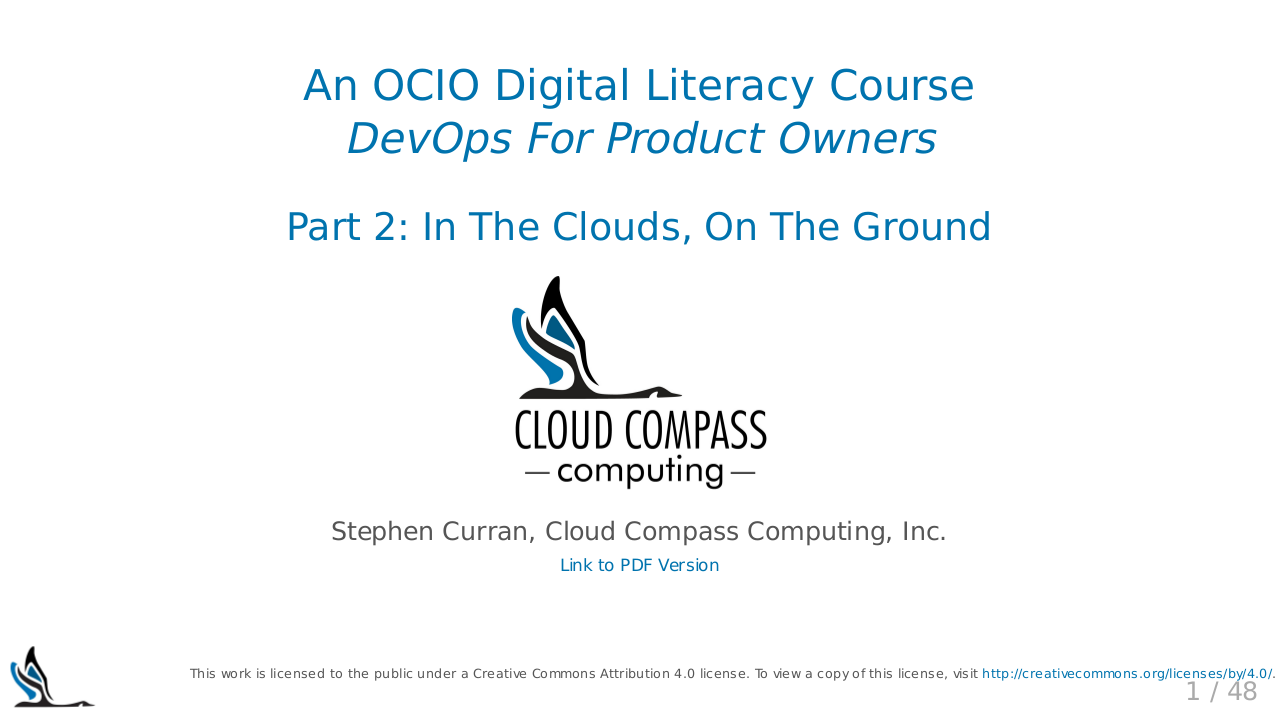 An OCIO Digital Literacy Course
DevOps For Product Owners
Part 2: In The Clouds, On The Ground
CLOUD COMPASS
—computing—
Stephen Curran, Cloud Compass Computing, Inc.
Link to PDF Version
This work is licensed to the public under a Creative Commons Attribution 4.0 license. To view a copy of this license, visit http://creativecommons.org/licenses/by/4.0/.
1 / 48